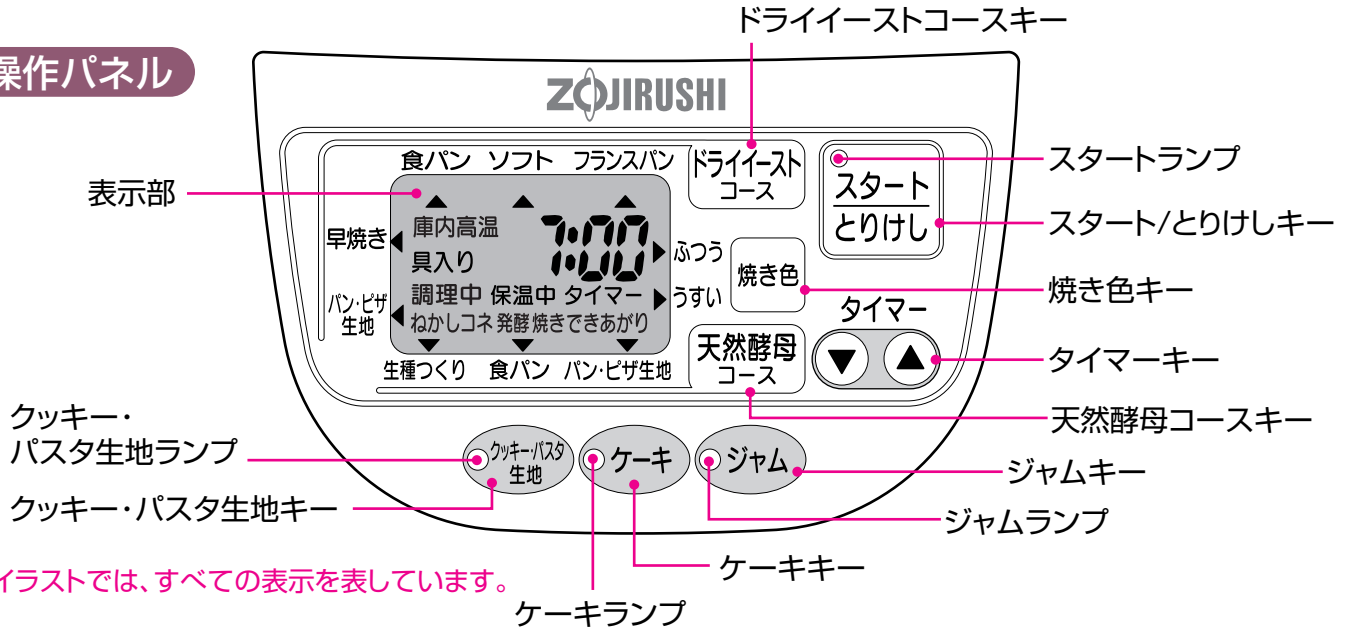 ドライイーストコースキー
操作パネル
ZOJIRUSHI
食パン ソフト フランスパン
ドライイースト
コース
スタート
とりけし
スタートランプ
表示部
スタート/とりけしキー
早焼き
庫内高温
具入り
7:00
ふつう
焼き色
焼き色キー
パン・ピザ
生地
調理中 保温中 タイマー
うすい
ねかし コネ 発酵 焼き できあがり
タイマー
天然酵母
コース
タイマーキー
生種つくり 食パン パン・ピザ生地
天然酵母コースキー
クッキー・
パスタ生地ランプ
クッキー・パスタ
生地
ケーキ
ジャム
ジャムキー
クッキー・パスタ生地キー
ジャムランプ
ケーキキー
イラストでは、すべての表示を表しています。
ケーキランプ